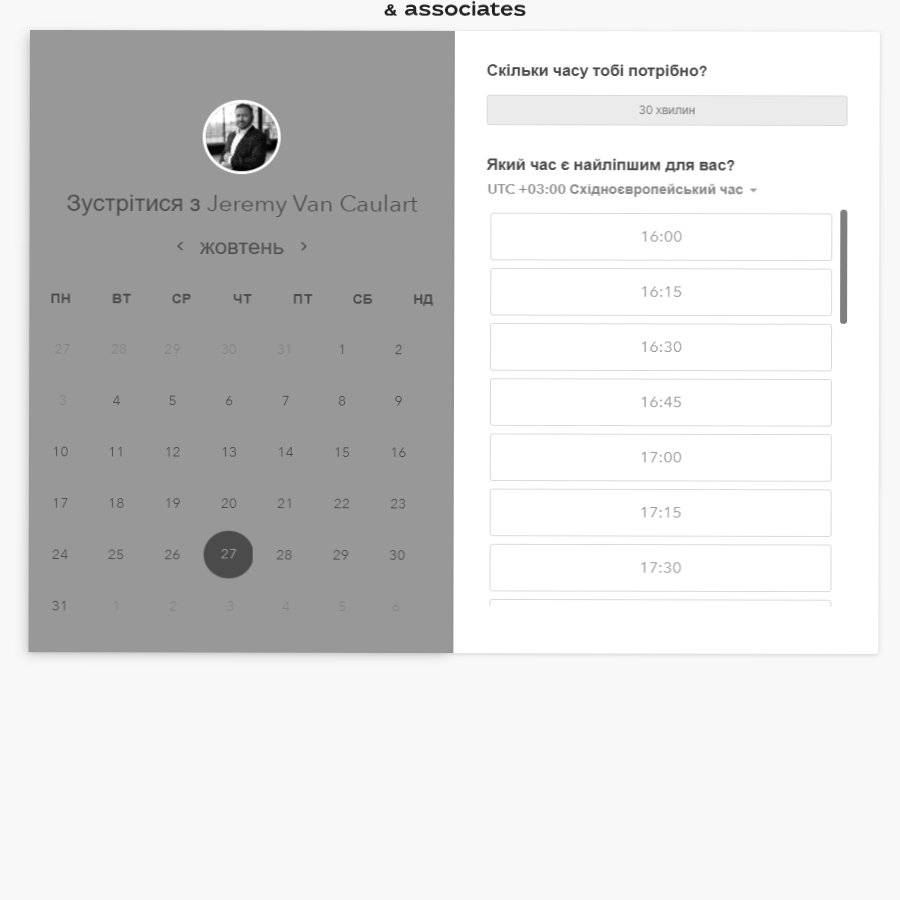 & associates
Зустрітися з Jeremy Van Caulart
жовтень
ПН ВТ СР ЧТ ПТ СБ НД
27 28 29 30 31 1 2
3 4 5 6 7 8 9
10 11 12 13 14 15 16
17 18 19 20 21 22 23
24 25 26 27 28 29 30
31 1 2 3 4 5 6
Скільки часу тобі потрібно?
30 хвилин
Який час є найліпшим для вас?
UTC +03:00 Східноєвропейський час
16:00
16:15
16:30
16:45
17:00
17:15
17:30